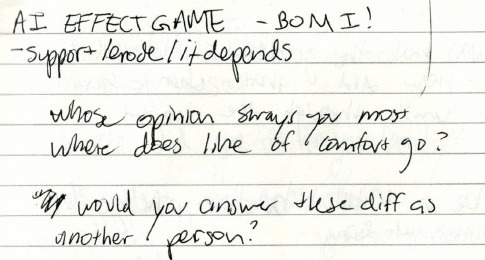 AI EFFECT GAME - BOMI!
- support/erode/it depends
whose opinion sways you most
where does line of comfort go?
would you answer these diff as
another person?